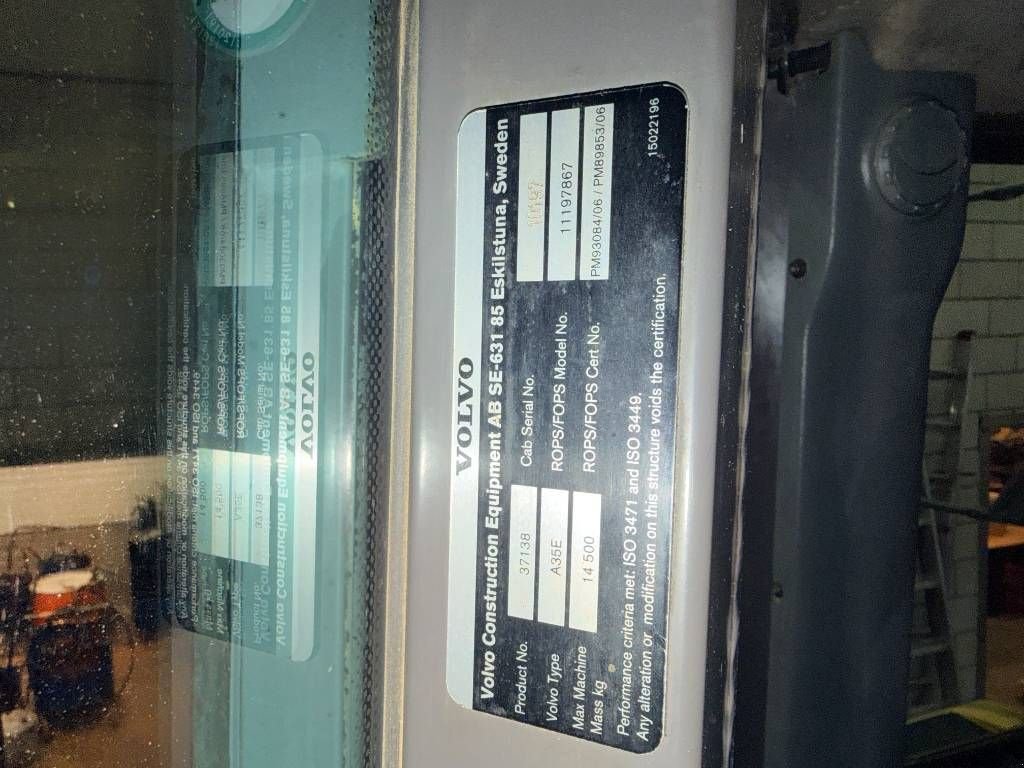 VOLVO
Volvo Construction Equipment AB SE-631 85 Eskilstuna, Sweden
Product No. 37138 Cab Serial No.
Volvo Type A35E ROPS/FOPS Model No. 11197867
Max Machine Mass kg 14 500 ROPS/FOPS Cert No. PM93084/06 / PM89853/06
Performance criteria met: ISO 3471 and ISO 3449.
Any alteration or modification on this structure voids the certification.
15022196